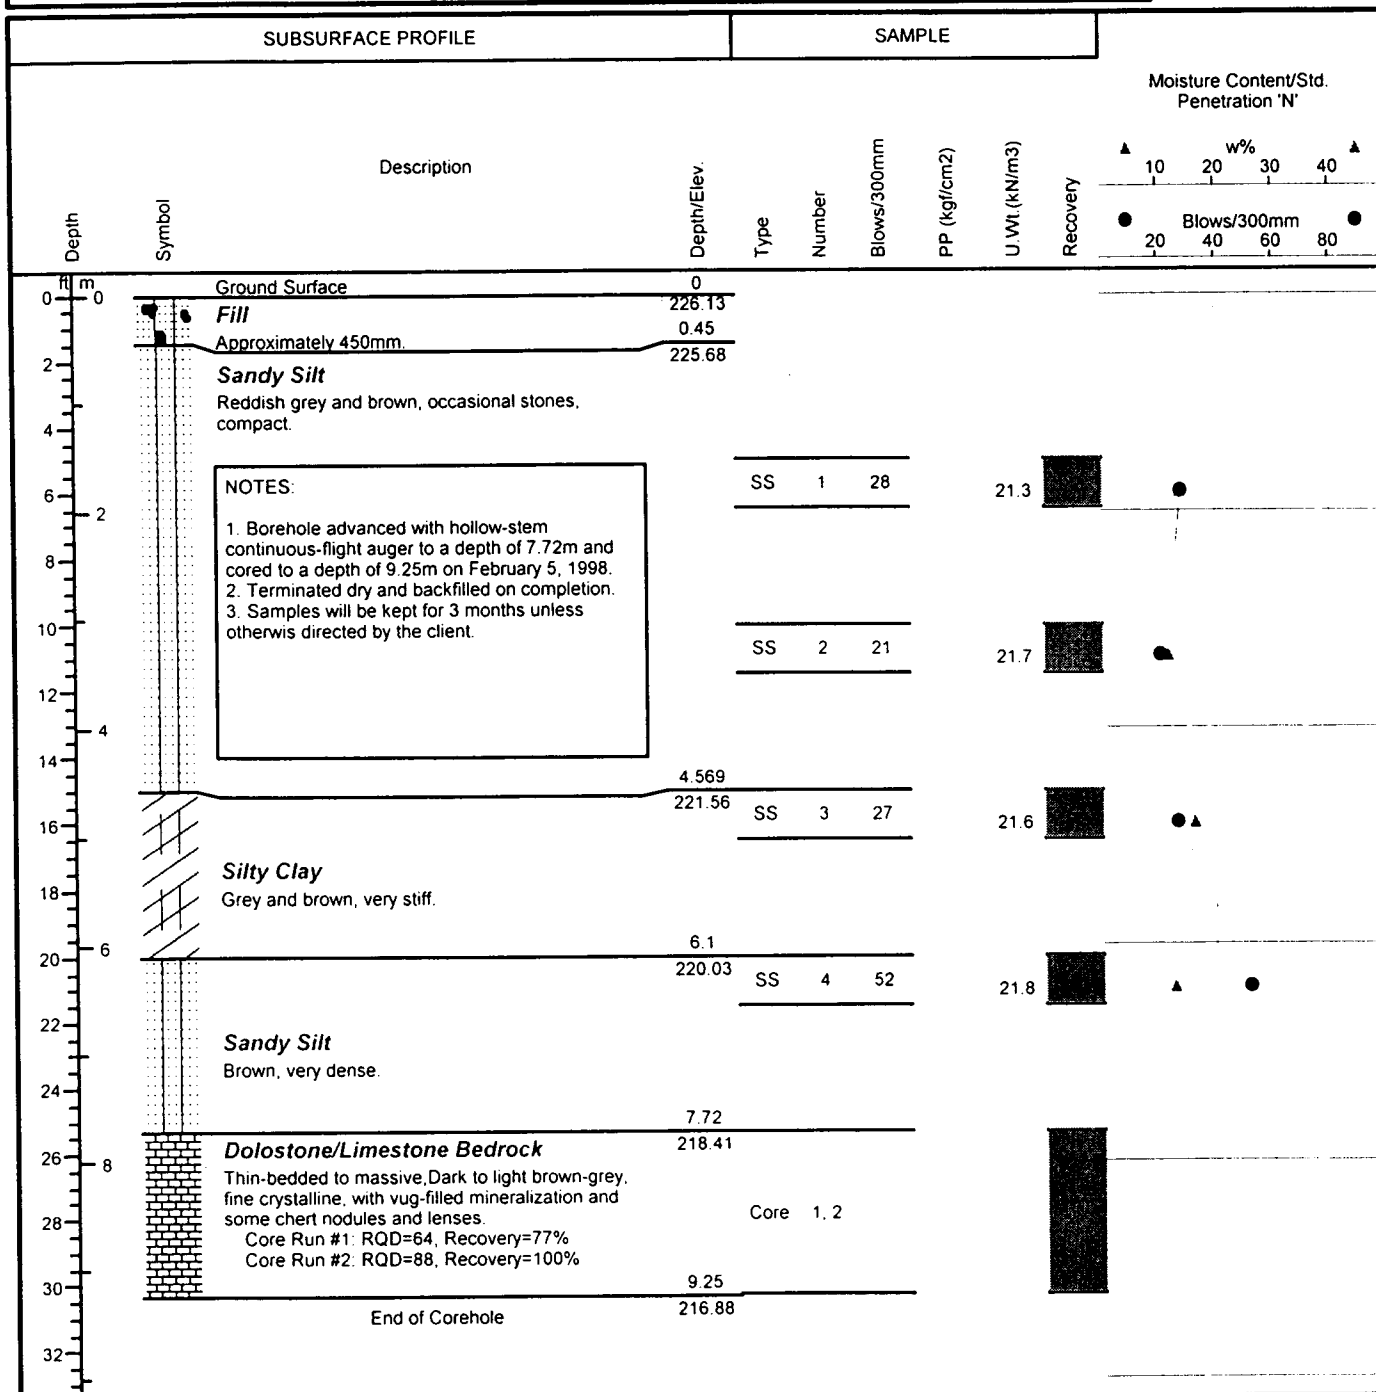 SUBSURFACE PROFILE
SAMPLE
Moisture Content/Std.
Penetration 'N'
Depth
Symbol
Description
Depth/Elev.
Type
Number
Blows/300mm
PP (kgf/cm2)
U.Wt.(kN/m3)
Recovery
w%
10 20 30 40
Blows/300mm
20 40 60 80
ft m
0 0
Ground Surface
0
226.13
Fill
Approximately 450mm.
0.45
225.68
2
Sandy Silt
Reddish grey and brown, occasional stones,
compact.
4
SS 1 28 21.3
6
2
NOTES:
1. Borehole advanced with hollow-stem
continuous-flight auger to a depth of 7.72m and
cored to a depth of 9.25m on February 5, 1998.
2. Terminated dry and backfilled on completion.
3. Samples will be kept for 3 months unless
otherwis directed by the client.
8
10
SS 2 21 21.7
12
4
14
4.569
221.56
SS 3 27 21.6
16
Silty Clay
Grey and brown, very stiff.
18
6
6.1
20
220.03
SS 4 52 21.8
22
Sandy Silt
Brown, very dense.
24
7.72
218.41
26
8
Dolostone/Limestone Bedrock
Thin-bedded to massive,Dark to light brown-grey,
fine crystalline, with vug-filled mineralization and
some chert nodules and lenses.
Core Run #1: RQD=64, Recovery=77%
Core Run #2: RQD=88, Recovery=100%
Core 1, 2
28
30
9.25
216.88
End of Corehole
32